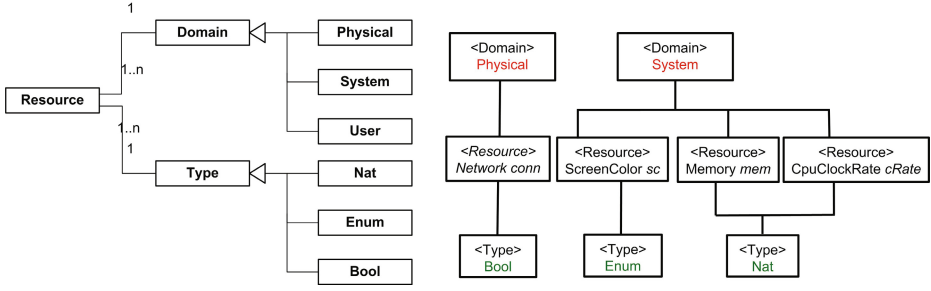 1
Domain
Physical
1..n
System
Resource
User
1..n
1
Type
Nat
Enum
Bool
<Domain>
Physical
<Domain>
System
<Resource>
Network conn
<Resource>
ScreenColor sc
<Resource>
Memory mem
<Resource>
CpuClockRate cRate
<Type>
Bool
<Type>
Enum
<Type>
Nat